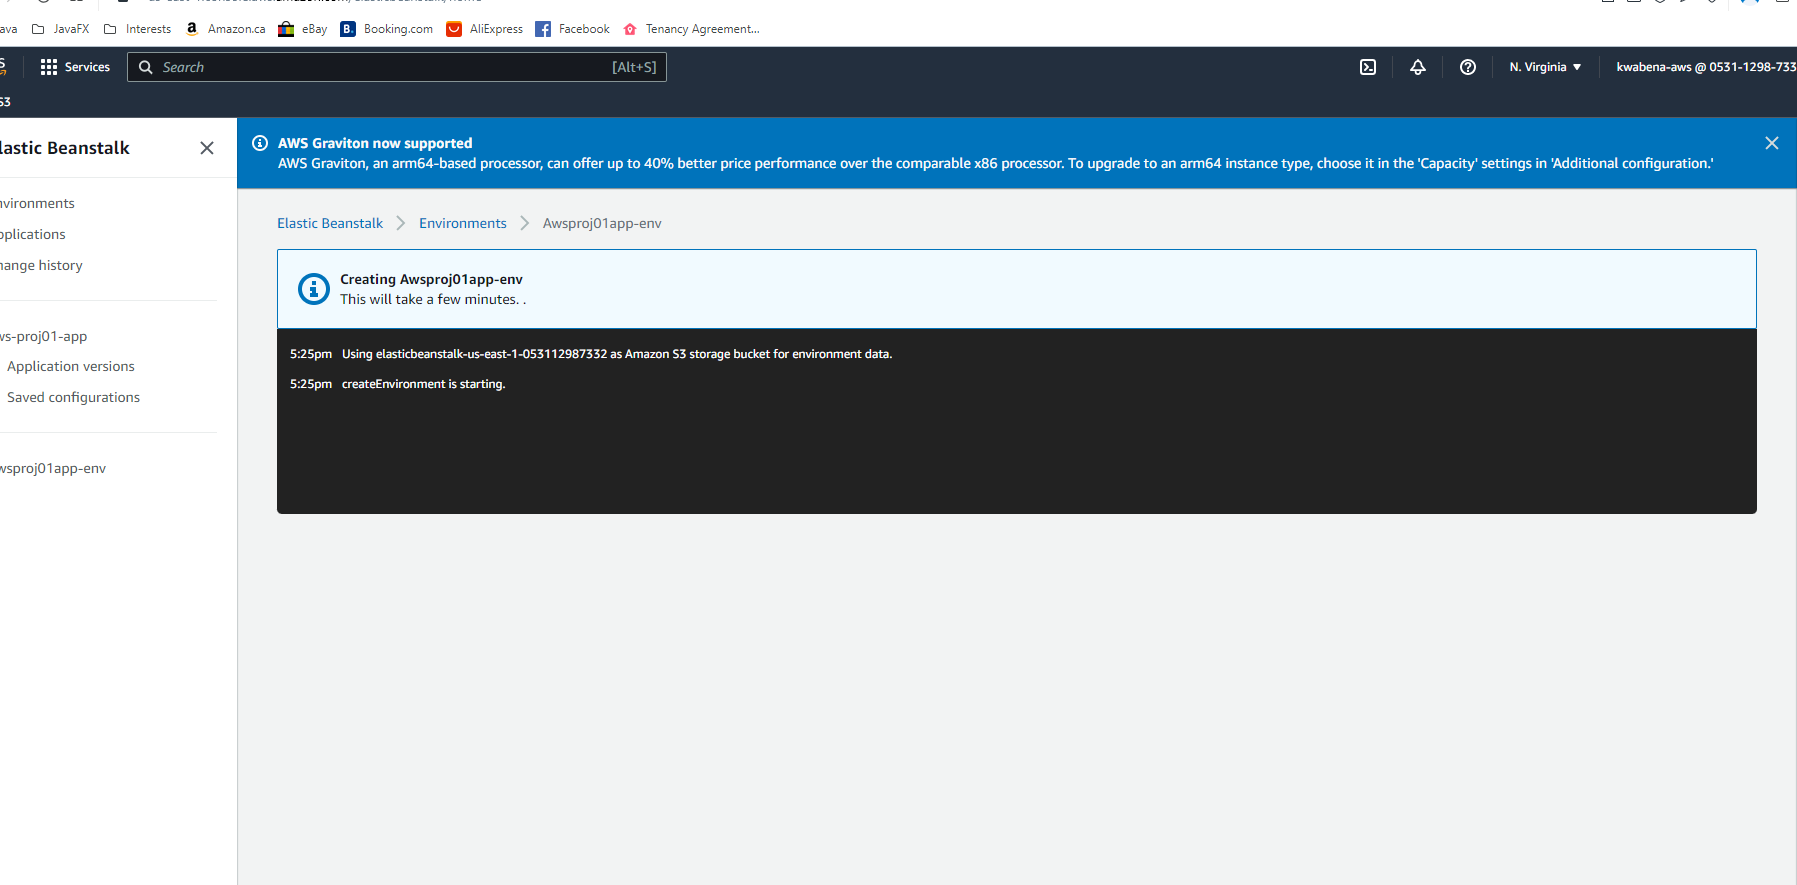 ava JavaFX Interests Amazon.ca eBay Booking.com AliExpress Facebook Tenancy Agreement...
Services Search [Alt+S] N. Virginia kwabena-aws @ 0531-1298-733
S3
lastic Beanstalk
AWS Graviton now supported
AWS Graviton, an arm64-based processor, can offer up to 40% better price performance over the comparable x86 processor. To upgrade to an arm64 instance type, choose it in the 'Capacity' settings in 'Additional configuration.'
nvironments
pplications
hange history
ws-proj01-app
Application versions
Saved configurations
wsproj01app-env
Elastic Beanstalk Environments Awsproj01app-env
Creating Awsproj01app-env
This will take a few minutes. .
5:25pm Using elasticbeanstalk-us-east-1-053112987332 as Amazon S3 storage bucket for environment data.
5:25pm createEnvironment is starting.